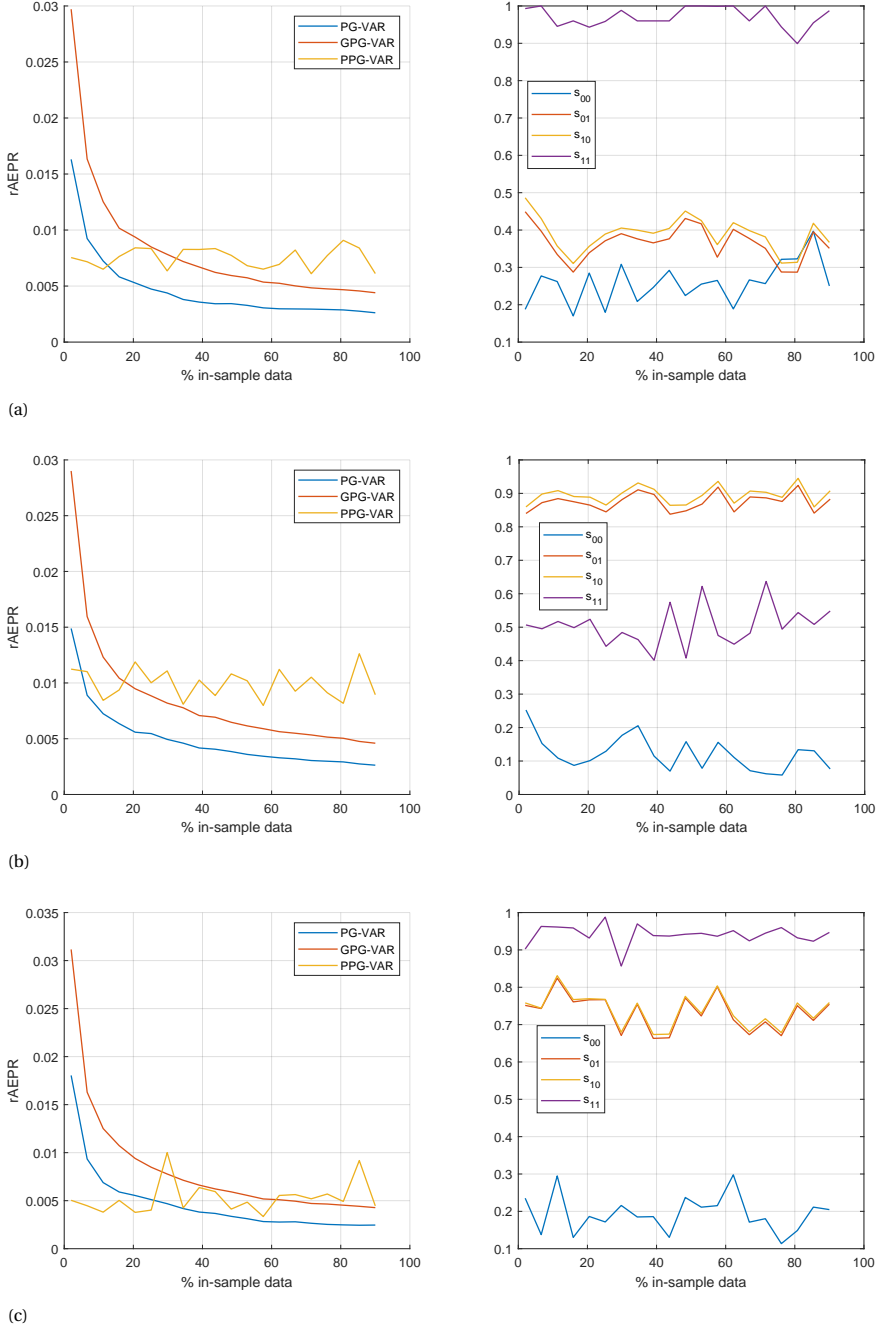 0.03
0.025
0.02
0.015
0.01
0.005
0
rAEPR
PG-VAR
GPG-VAR
PPG-VAR
0 20 40 60 80 100
% in-sample data
1
0.9
0.8
0.7
0.6
0.5
0.4
0.3
0.2
0.1
s00
s01
s10
s11
0 20 40 60 80 100
% in-sample data
(a)
0.03
0.025
0.02
0.015
0.01
0.005
0
rAEPR
PG-VAR
GPG-VAR
PPG-VAR
0 20 40 60 80 100
% in-sample data
1
0.9
0.8
0.7
0.6
0.5
0.4
0.3
0.2
0.1
0
s00
s01
s10
s11
0 20 40 60 80 100
% in-sample data
(b)
0.035
0.03
0.025
0.02
0.015
0.01
0.005
0
rAEPR
PG-VAR
GPG-VAR
PPG-VAR
0 20 40 60 80 100
% in-sample data
1
0.9
0.8
0.7
0.6
0.5
0.4
0.3
0.2
0.1
s00
s01
s10
s11
0 20 40 60 80 100
% in-sample data
(c)